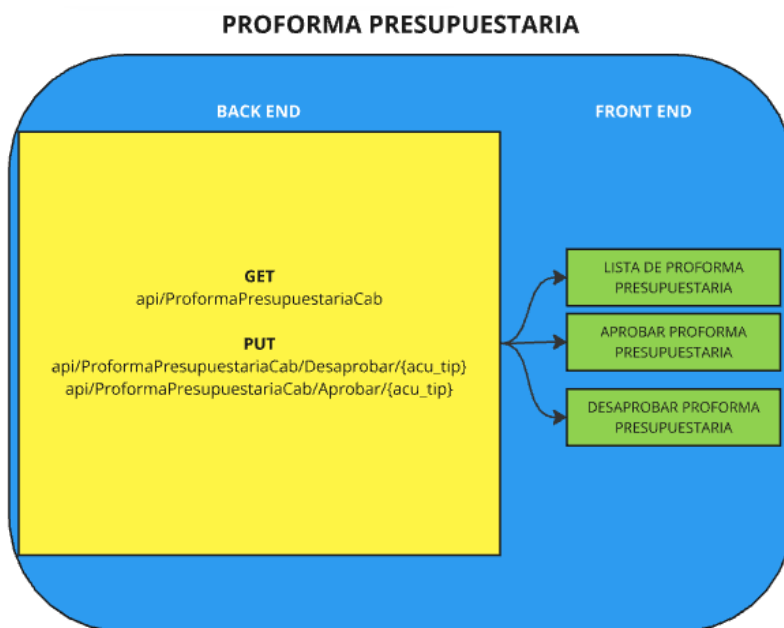 PROFORMA PRESUPUESTARIA
BACK END
FRONT END
GET
api/ProformaPresupuestariaCab
PUT
api/ProformaPresupuestariaCab/Desaprobar/{acu_tip}
api/ProformaPresupuestariaCab/Aprobar/{acu_tip}
LISTA DE PROFORMA
PRESUPUESTARIA
APROBAR PROFORMA
PRESUPUESTARIA
DESAPROBAR PROFORMA
PRESUPUESTARIA